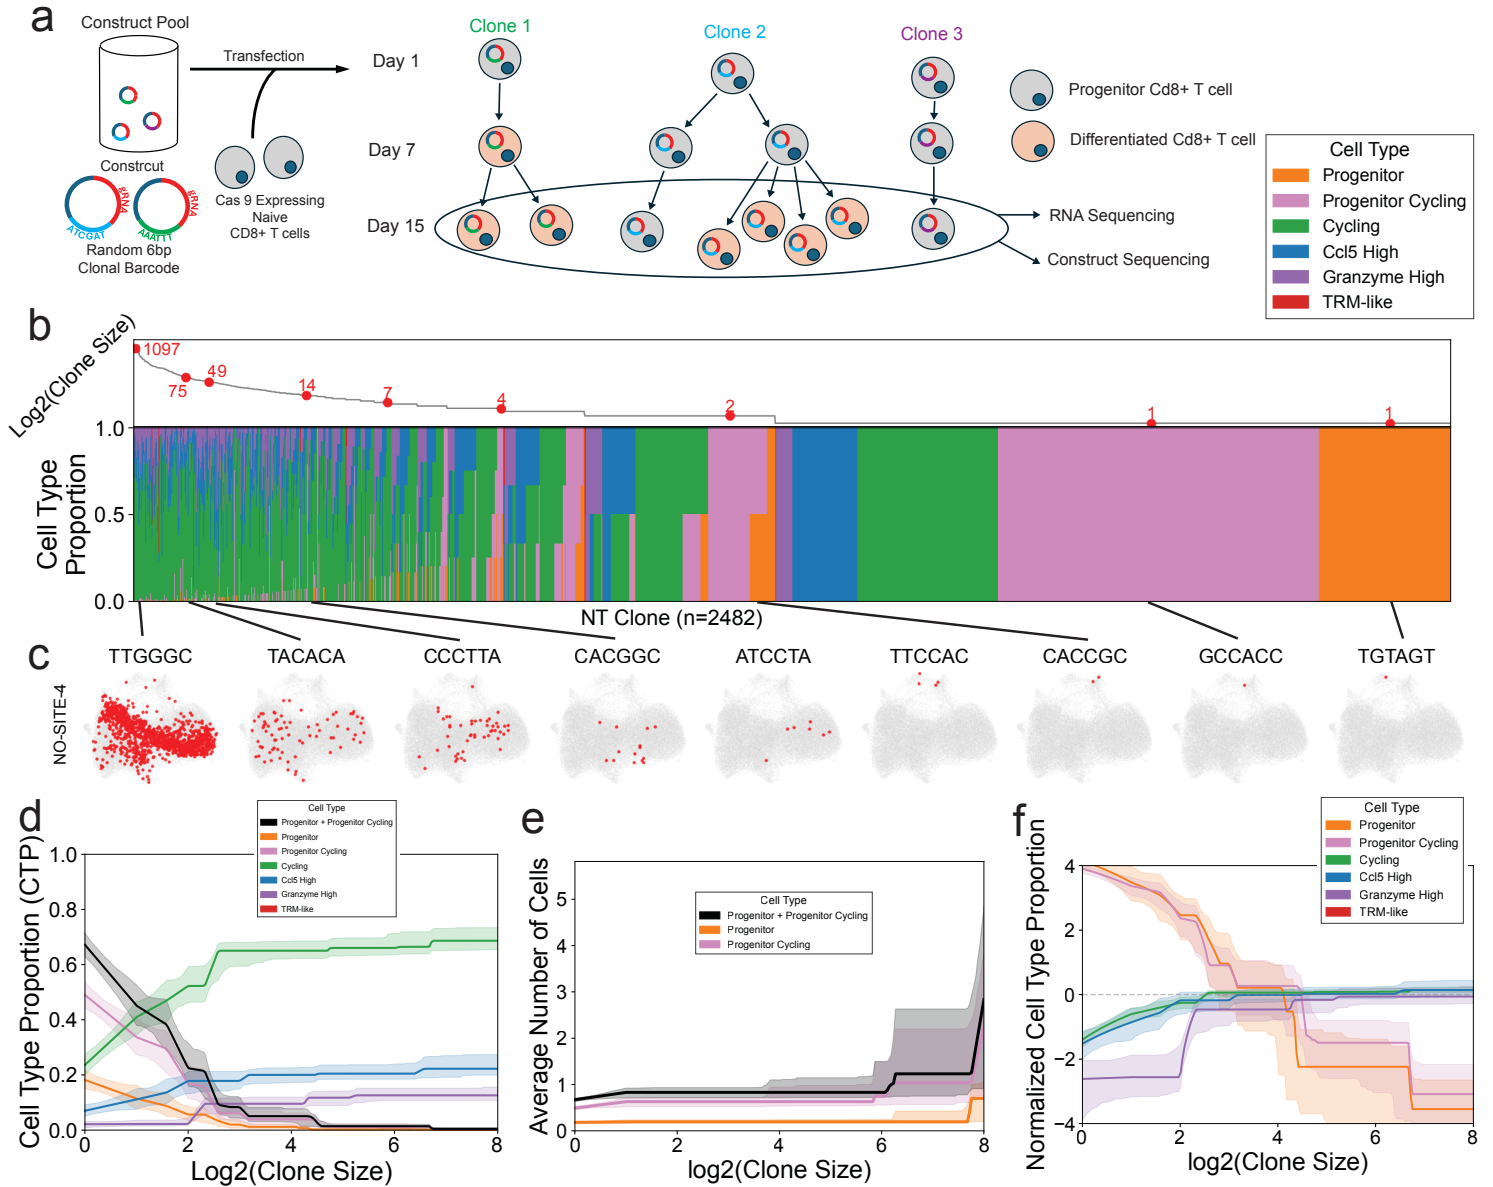 a
Construct Pool
Transfection
Constrcut
gRNA
gRNA
ATCGAT
AAATTT
Random 6bp
Clonal Barcode
Cas 9 Expressing
Naive
CD8+ T cells
Day 1
Day 7
Day 15
Clone 1
Clone 2
Clone 3
Progenitor Cd8+ T cell
Differentiated Cd8+ T cell
RNA Sequencing
Construct Sequencing
Cell Type
Progenitor
Progenitor Cycling
Cycling
Ccl5 High
Granzyme High
TRM-like
b
Log2(Clone Size)
1097
75
49
14
7
4
2
1
1
Cell Type
Proportion
1.0
0.5
0.0
NT Clone (n=2482)
c
NO-SITE-4
TTGGGC
TACACA
CCCTTA
CACGGC
ATCCTA
TTCCAC
CACCGC
GCCACC
TGTAGT
d
Cell Type Proportion (CTP)
1.0
0.8
0.6
0.4
0.2
0.0
0
2
4
6
8
Log2(Clone Size)
Cell Type
Progenitor + Progenitor Cycling
Progenitor
Progenitor Cycling
Cycling
Ccl5 High
Granzyme High
TRM-like
e
Average Number of Cells
5
4
3
2
1
0
0
2
4
6
8
log2(Clone Size)
Cell Type
Progenitor + Progenitor Cycling
Progenitor
Progenitor Cycling
f
Normalized Cell Type Proportion
4
2
0
−2
−4
0
2
4
6
8
log2(Clone Size)
Cell Type
Progenitor
Progenitor Cycling
Cycling
Ccl5 High
Granzyme High
TRM-like